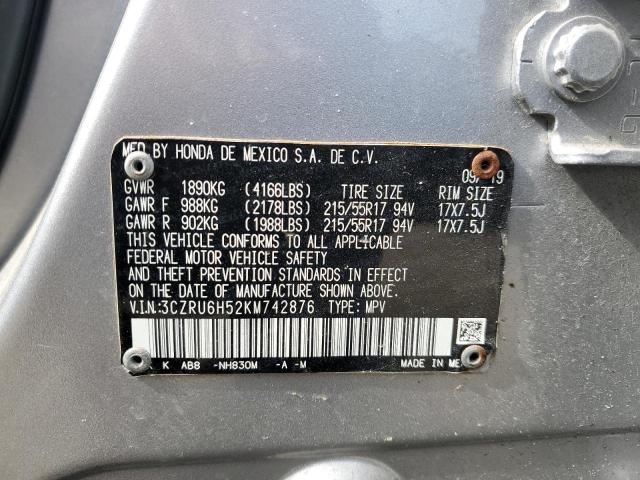 MFD BY HONDA DE MEXICO S.A. DE C.V.
GVWR 1890KG (4166LBS) TIRE SIZE RIM SIZE
GAWR F 988KG (2178LBS) 215/55R17 94V 17X7.5J
GAWR R 902KG (1988LBS) 215/55R17 94V 17X7.5J
THIS VEHICLE CONFORMS TO ALL APPLICABLE
FEDERAL MOTOR VEHICLE SAFETY
AND THEFT PREVENTION STANDARDS IN EFFECT
ON THE DATE OF MANUFACTURE SHOWN ABOVE.
V.I.N:3CZRU6H52KM742876 TYPE: MPV
K AB8 -NH830M -A -M MADE IN